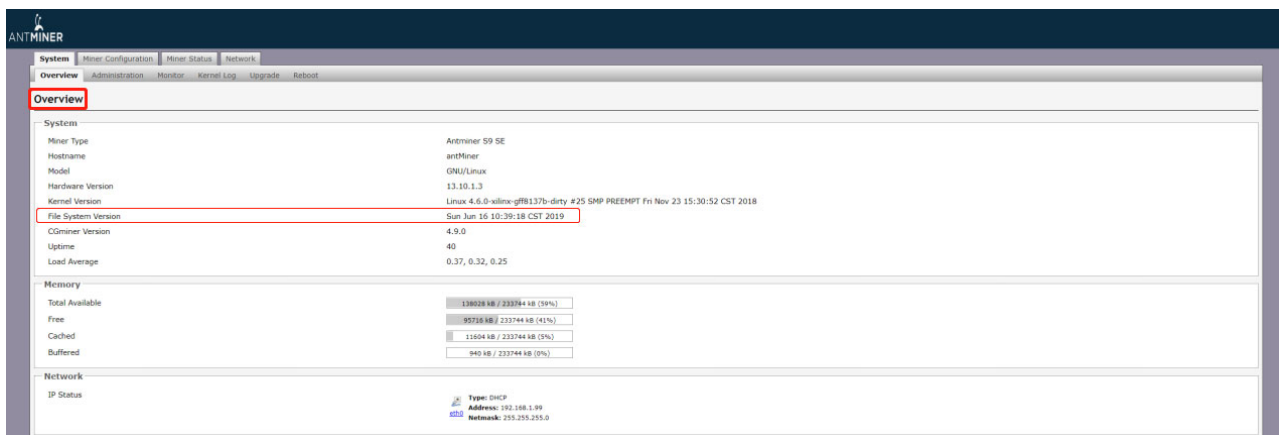 ANTMINER
System Miner Configuration Miner Status Network
Overview Administration Monitor Kernel Log Upgrade Reboot
Overview
System
Miner Type Antminer S9 SE
Hostname antMiner
Model GNU/Linux
Hardware Version 13.10.1.3
Kernel Version Linux 4.6.0-xilinx-gff8137b-dirty #25 SMP PREEMPT Fri Nov 23 15:30:52 CST 2018
File System Version Sun Jun 16 10:39:18 CST 2019
CGminer Version 4.9.0
Uptime 40
Load Average 0.37, 0.32, 0.25
Memory
Total Available 138028 kB / 233744 kB (59%)
Free 95716 kB / 233744 kB (41%)
Cached 11604 kB / 233744 kB (5%)
Buffered 940 kB / 233744 kB (0%)
Network
IP Status Type: DHCP
Address: 192.168.1.99
eth0 Netmask: 255.255.255.0